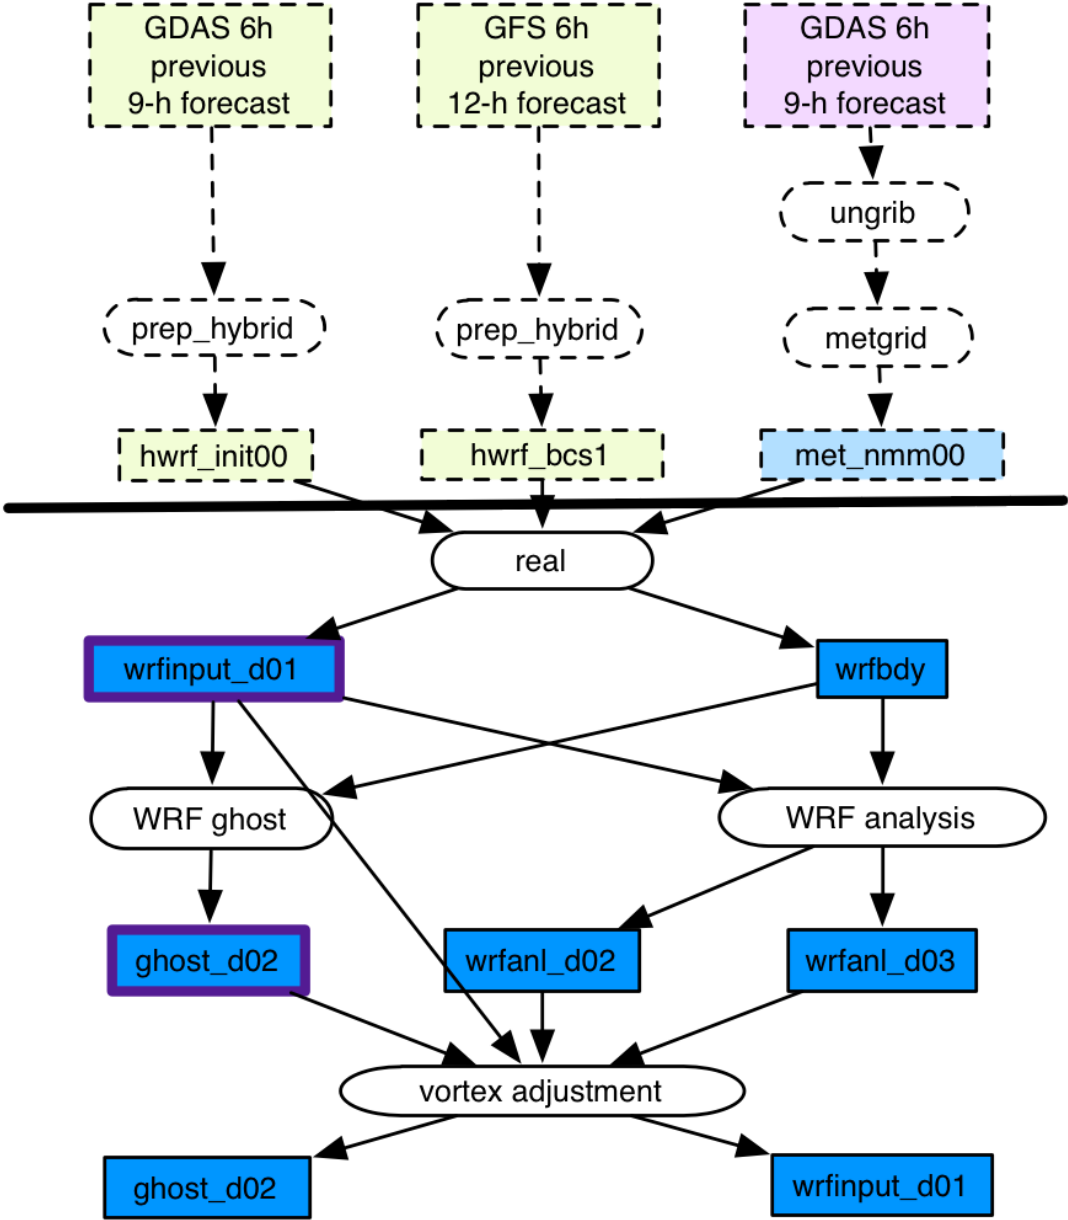 GDAS 6h
previous
9-h forecast
GFS 6h
previous
12-h forecast
GDAS 6h
previous
9-h forecast
ungrib
prep_hybrid
prep_hybrid
metgrid
hwrf_init00
hwrf_bcs1
met_nmm00
real
wrfinput_d01
wrfbdy
WRF ghost
WRF analysis
ghost_d02
wrfanl_d02
wrfanl_d03
vortex adjustment
ghost_d02
wrfinput_d01